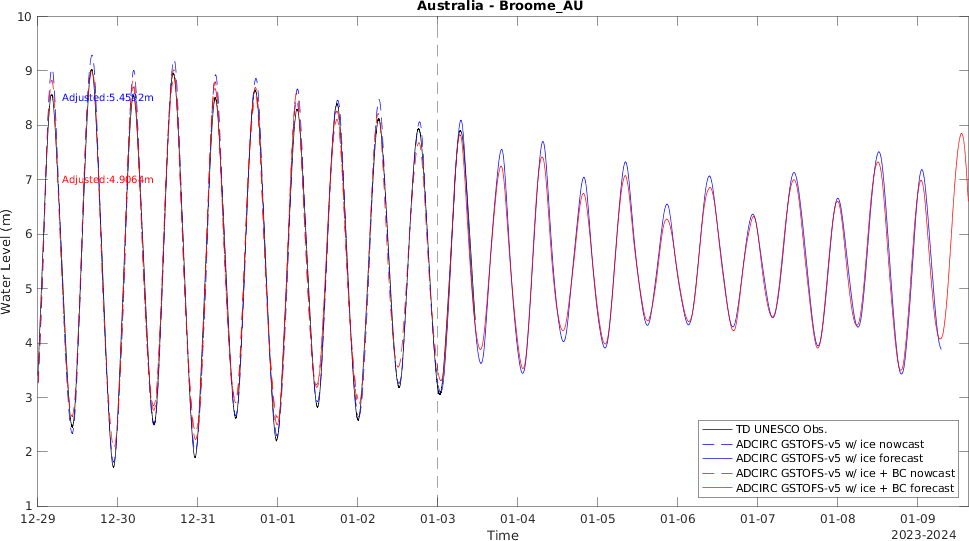 Australia - Broome_AU
Water Level (m)
10
9
8
7
6
5
4
3
2
1
Adjusted:5.4592m
Adjusted:4.9064m
TD UNESCO Obs.
ADCIRC GSTOFS-v5 w/ ice nowcast
ADCIRC GSTOFS-v5 w/ ice forecast
ADCIRC GSTOFS-v5 w/ ice + BC nowcast
ADCIRC GSTOFS-v5 w/ ice + BC forecast
12-29 12-30 12-31 01-01 01-02 01-03 01-04 01-05 01-06 01-07 01-08 01-09
Time
2023-2024